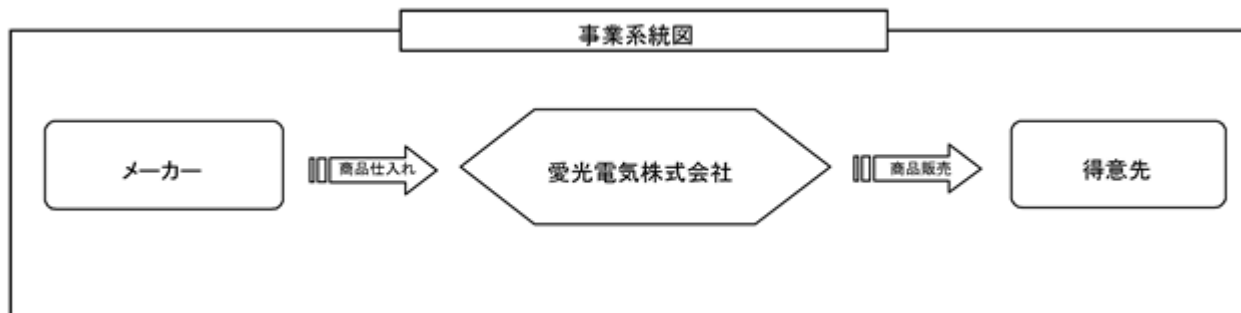 事業系統図
メーカー
商品仕入れ
愛光電気株式会社
商品販売
得意先